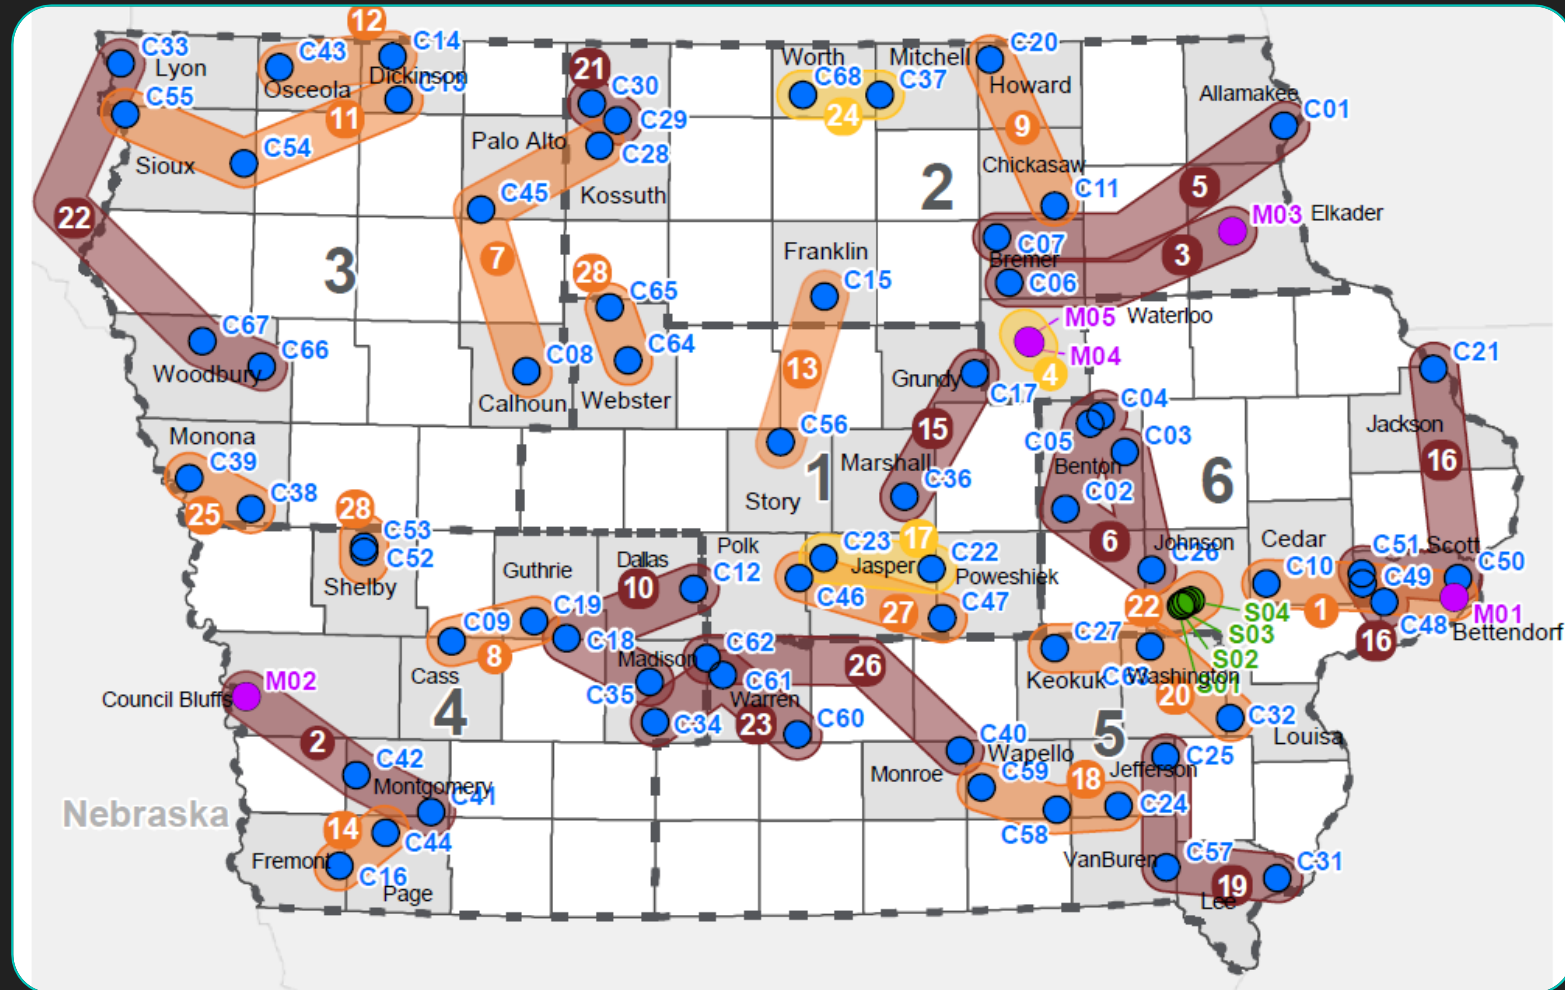 12
C33
C43
C14
C20
Lyon
Dickinson
Osceola
C13
C55
11
21
C30
C29
C28
Palo Alto
Kossuth
Worth
C68
C37
24
Mitchell
Howard
9
Chickasaw
Allamakee
C01
Sioux
C54
C45
2
C11
5
M03
Elkader
22
3
7
28
C65
Franklin
C15
C07
Bremer
C06
3
M05
Waterloo
M04
4
C67
C66
Woodbury
C08
Calhoun
C64
Webster
13
Grundy
C17
C21
Monona
C39
C38
25
C56
1
Story
15
Marshall
C36
C04
C05
C03
Benton
C02
6
6
Jackson
16
28
C53
C52
Shelby
Guthrie
Dallas
10
Polk
C12
C23
17
Jasper
C22
Poweshiek
C46
27
C47
Johnson
C26
Cedar
C10
C51
Scott
C50
C49
1
C48
M01
Bettendorf
16
22
S04
S03
S02
S01
C09
C19
8
Cass
C18
C62
Madison
C35
C61
Warren
C34
23
C60
26
C27
Keokuk
C63
Washington
20
C32
Louisa
Council Bluffs
M02
4
5
2
C42
Montgomery
C41
Nebraska
14
C44
Fremont
C16
Page
Monroe
C40
Wapello
C59
18
Jefferson
C25
C24
C58
VanBuren
C57
C31
19
Lee